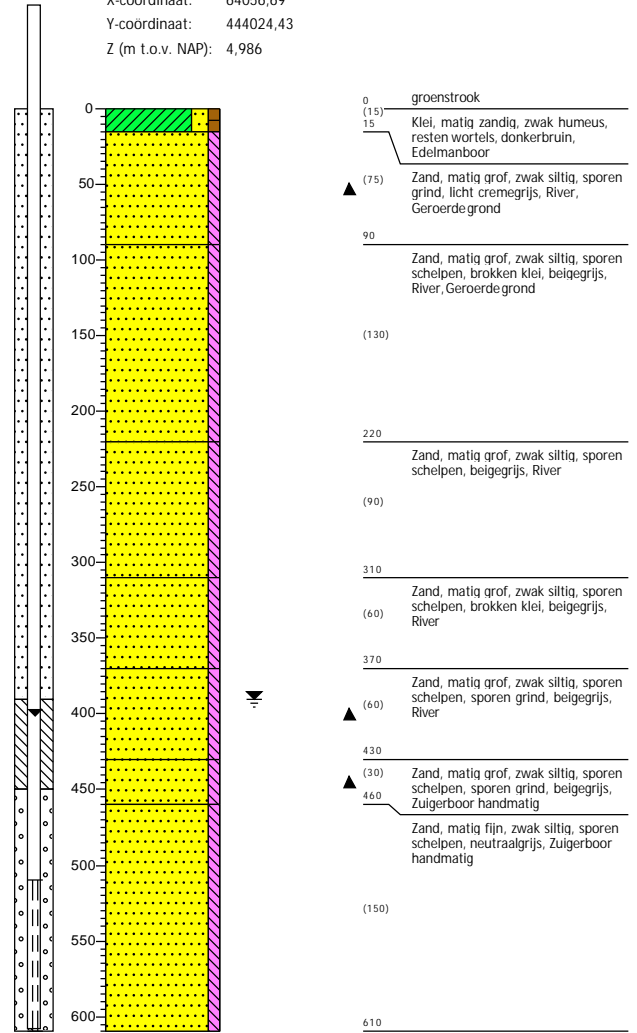 X-coördinaat: 64056,69
Y-coördinaat: 444024,43
Z (m t.o.v. NAP): 4,986
0
50
100
150
200
250
300
350
400
450
500
550
600
0 groenstrook
(15)
15
Klei, matig zandig, zwak humeus,
resten wortels, donkerbruin,
Edelmanboor
(75)
Zand, matig grof, zwak siltig, sporen
grind, licht cremegrijs, River,
Geroerde grond
90
Zand, matig grof, zwak siltig, sporen
schelpen, brokken klei, beigegrijs,
River, Geroerde grond
(130)
220
Zand, matig grof, zwak siltig, sporen
schelpen, beigegrijs, River
(90)
310
Zand, matig grof, zwak siltig, sporen
schelpen, brokken klei, beigegrijs,
River
(60)
370
Zand, matig grof, zwak siltig, sporen
schelpen, sporen grind, beigegrijs,
River
(60)
430
(30)
Zand, matig grof, zwak siltig, sporen
schelpen, sporen grind, beigegrijs,
Zuigerboor handmatig
460
Zand, matig fijn, zwak siltig, sporen
schelpen, neutraalgrijs, Zuigerboor
handmatig
(150)
610